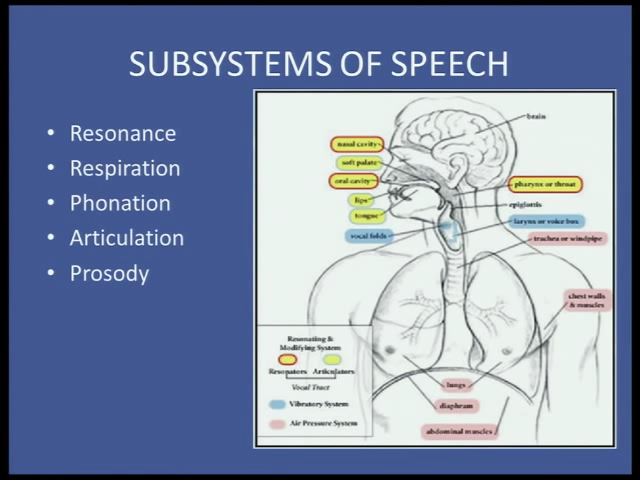 SUBSYSTEMS OF SPEECH
• Resonance
• Respiration
• Phonation
• Articulation
• Prosody
brain
nasal cavity
soft palate
oral cavity
lips
tongue
vocal folds
pharynx or throat
epiglottis
larynx or voice box
trachea or windpipe
chest walls
& muscles
lungs
diaphram
abdominal muscles
Resonating &
Modifying System
Resonators Articulators
Vocal Tract
Vibratory System
Air Pressure System